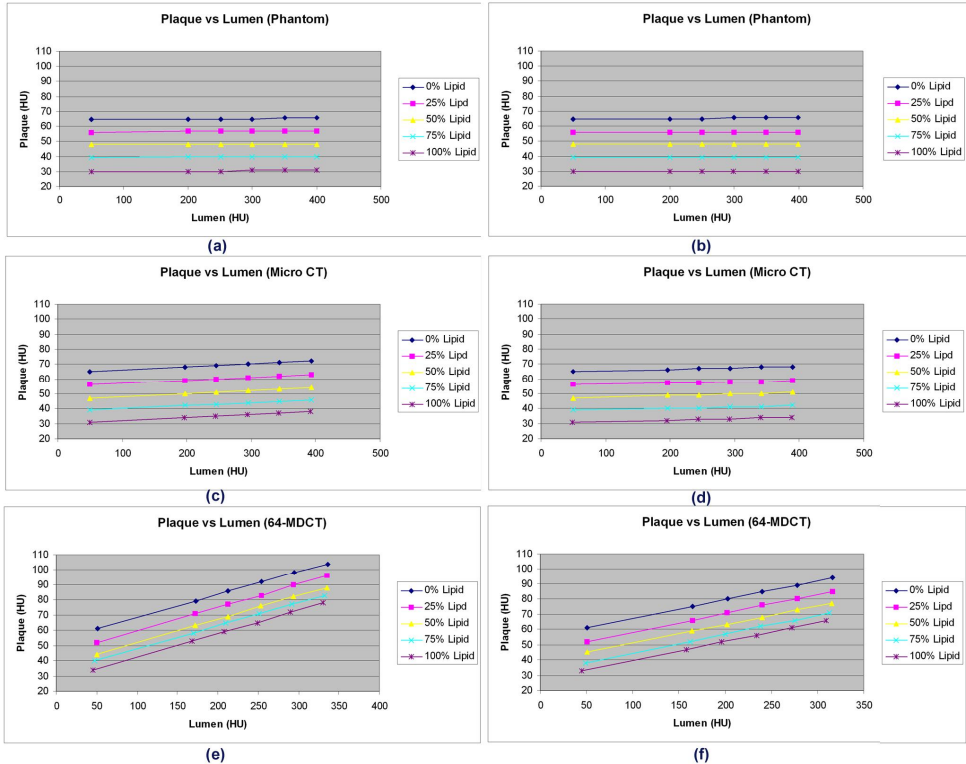 Plaque vs Lumen (Phantom)
Plaque (HU)
110
100
90
80
70
60
50
40
30
20
0
100
200
300
400
500
Lumen (HU)
0% Lipid
25% Lipd
50% Lipid
75% Lipid
100% Lipid
(a)
Plaque vs Lumen (Phantom)
Plaque (HU)
110
100
90
80
70
60
50
40
30
20
0
100
200
300
400
500
Lumen (HU)
0% Lipid
25% Lipd
50% Lipid
75% Lipid
100% Lipid
(b)
Plaque vs Lumen (Micro CT)
Plaque (HU)
110
100
90
80
70
60
50
40
30
20
0
100
200
300
400
500
Lumen (HU)
0% Lipid
25% Lipd
50% Lipid
75% Lipid
100% Lipid
(c)
Plaque vs Lumen (Micro CT)
Plaque (HU)
110
100
90
80
70
60
50
40
30
20
0
100
200
300
400
500
Lumen (HU)
0% Lipid
25% Lipd
50% Lipid
75% Lipid
100% Lipid
(d)
Plaque vs Lumen (64-MDCT)
Plaque (HU)
110
100
90
80
70
60
50
40
30
20
0
50
100
150
200
250
300
350
400
Lumen (HU)
0% Lipid
25% Lipd
50% Lipid
75% Lipid
100% Lipid
(e)
Plaque vs Lumen (64-MDCT)
Plaque (HU)
110
100
90
80
70
60
50
40
30
20
0
50
100
150
200
250
300
350
Lumen (HU)
0% Lipid
25% Lipd
50% Lipid
75% Lipid
100% Lipid
(f)